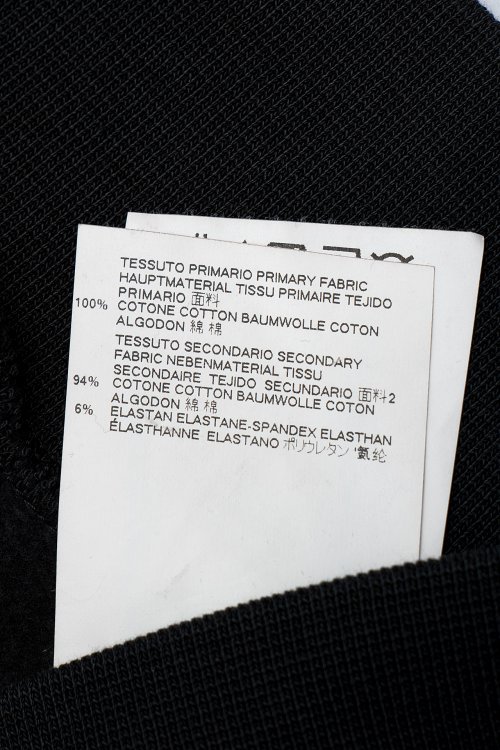 TESSUTO PRIMARIO PRIMARY FABRIC
HAUPTMATERIAL TISSU PRIMAIRE TEJIDO
PRIMARIO 面料
100% COTONE COTTON BAUMWOLLE COTON
ALGODON 綿 棉
TESSUTO SECONDARIO SECONDARY
FABRIC NEBENMATERIAL TISSU
SECONDAIRE TEJIDO SECUNDARIO 面料2
94% COTONE COTTON BAUMWOLLE COTON
ALGODON 綿 棉
6% ELASTAN ELASTANE-SPANDEX ELASTHAN
ÉLASTHANNE ELASTANO ポリウレタン '氨纶